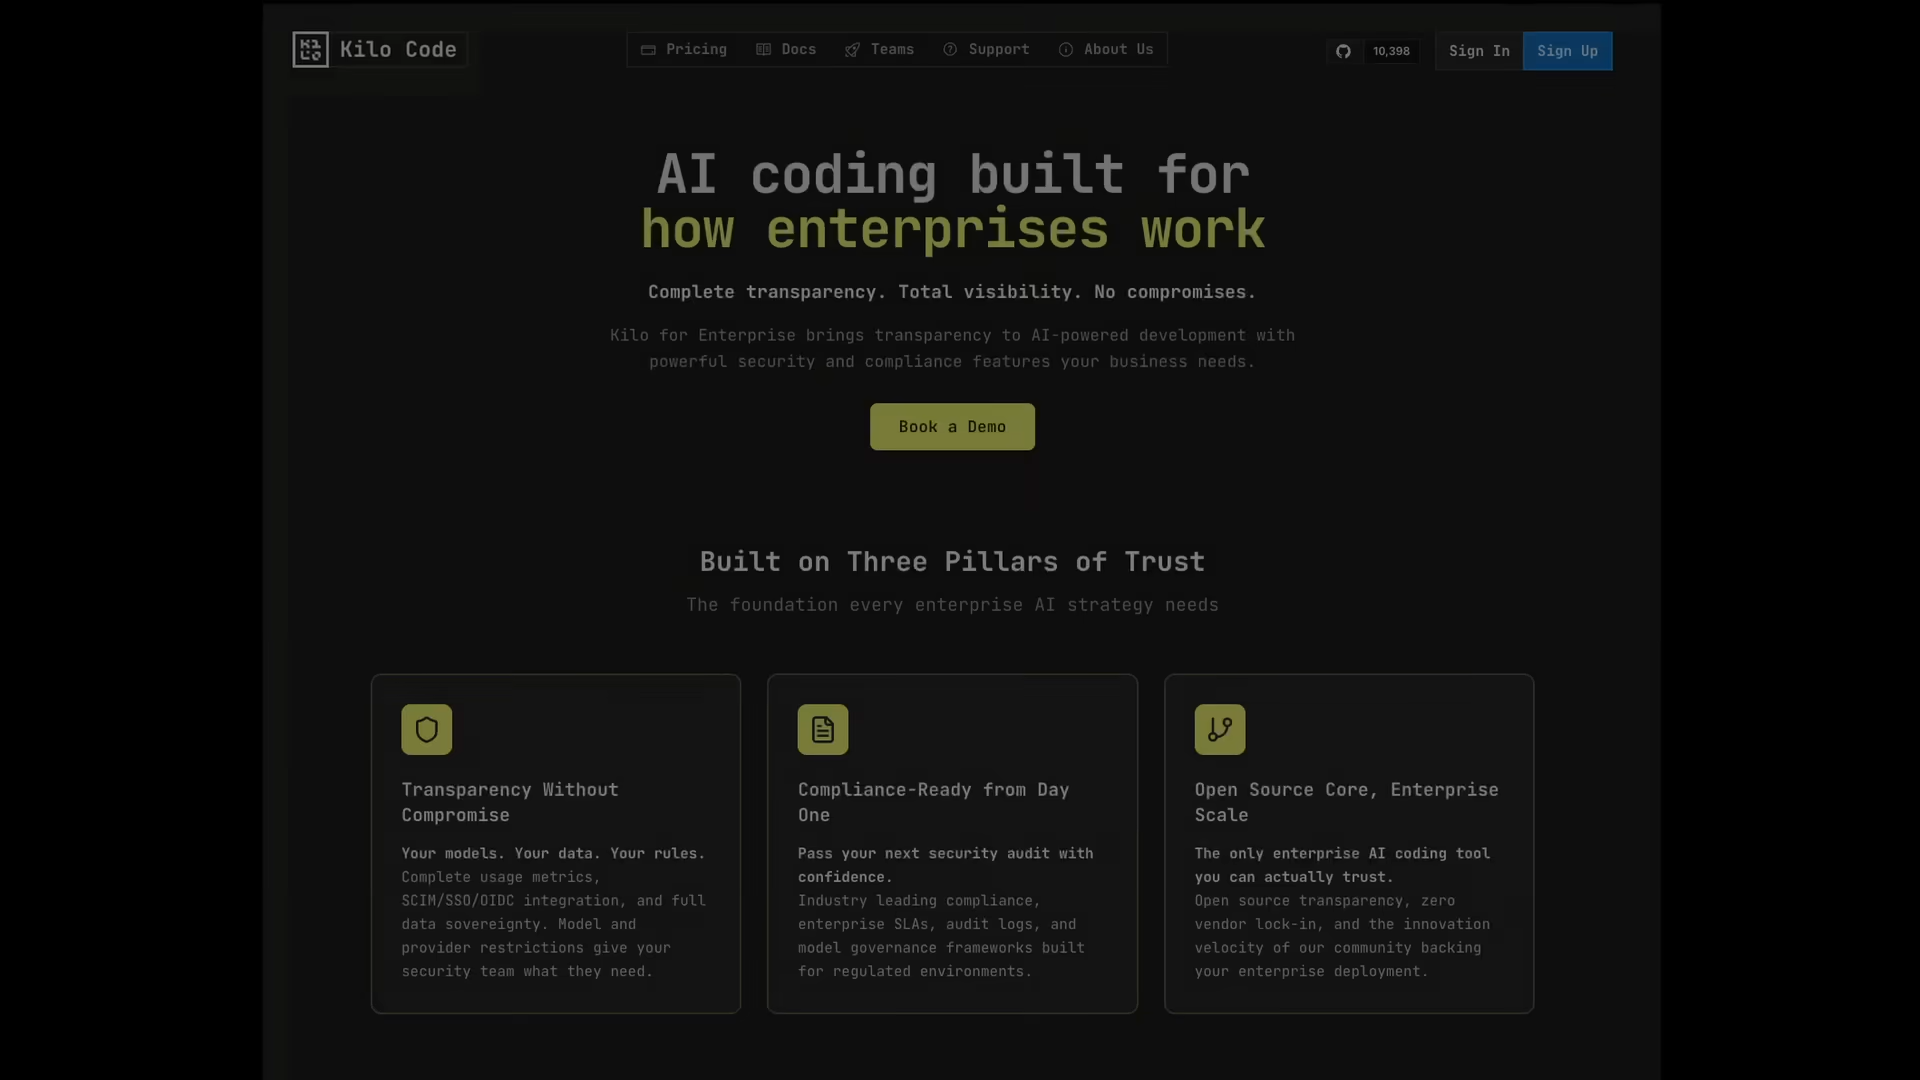 Kilo Code
Pricing Docs Teams Support About Us
10,398 Sign In Sign Up
AI coding built for
how enterprises work
Complete transparency. Total visibility. No compromises.
Kilo for Enterprise brings transparency to AI-powered development with
powerful security and compliance features your business needs.
Book a Demo
Built on Three Pillars of Trust
The foundation every enterprise AI strategy needs
Transparency Without
Compromise
Your models. Your data. Your rules.
Complete usage metrics,
SCIM/SSO/OIDC integration, and full
data sovereignty. Model and
provider restrictions give your
security team what they need.
Compliance-Ready from Day
One
Pass your next security audit with
confidence.
Industry leading compliance,
enterprise SLAs, audit logs, and
model governance frameworks built
for regulated environments.
Open Source Core, Enterprise
Scale
The only enterprise AI coding tool
you can actually trust.
Open source transparency, zero
vendor lock-in, and the innovation
velocity of our community backing
your enterprise deployment.